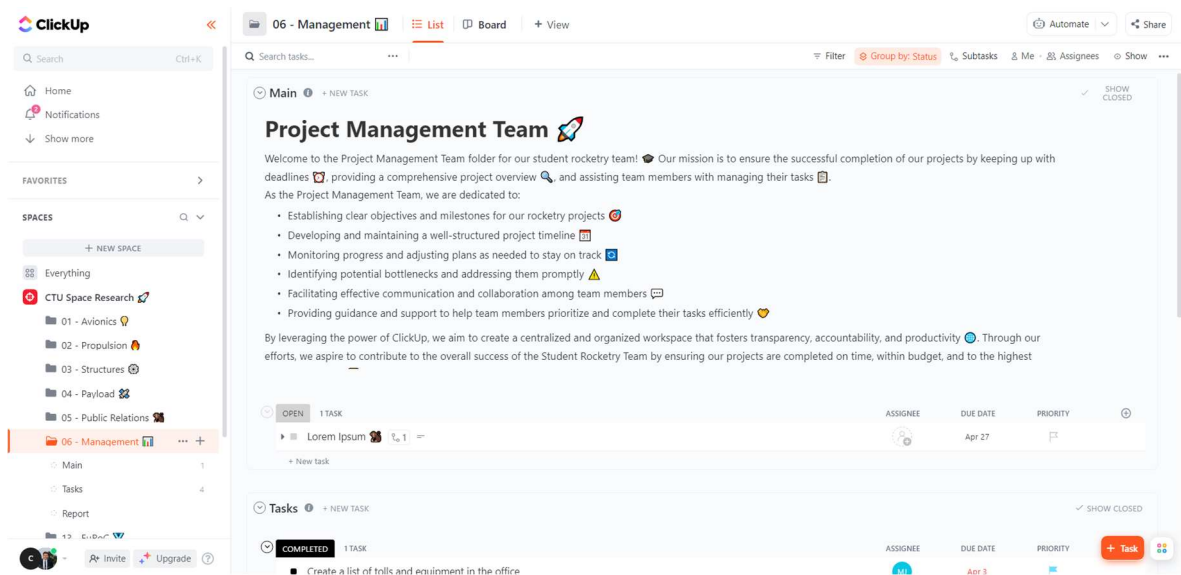 ClickUp
Search Ctrl+K
Home
2
Notifications
Show more
FAVORITES
SPACES
+ NEW SPACE
Everything
CTU Space Research
01 - Avionics
02 - Propulsion
03 - Structures
04 - Payload
05 - Public Relations
06 - Management
Main 1
Tasks 4
Report
C
Invite
Upgrade
06 - Management
List
Board
+ View
Automate
Share
Search tasks...
Filter
Group by: Status
Subtasks
Me
Assignees
Show
Main + NEW TASK
SHOW CLOSED
Project Management Team
Welcome to the Project Management Team folder for our student rocketry team! Our mission is to ensure the successful completion of our projects by keeping up with
deadlines, providing a comprehensive project overview, and assisting team members with managing their tasks.
As the Project Management Team, we are dedicated to:
• Establishing clear objectives and milestones for our rocketry projects
• Developing and maintaining a well-structured project timeline
• Monitoring progress and adjusting plans as needed to stay on track
• Identifying potential bottlenecks and addressing them promptly
• Facilitating effective communication and collaboration among team members
• Providing guidance and support to help team members prioritize and complete their tasks efficiently
By leveraging the power of ClickUp, we aim to create a centralized and organized workspace that fosters transparency, accountability, and productivity. Through our
efforts, we aspire to contribute to the overall success of the Student Rocketry Team by ensuring our projects are completed on time, within budget, and to the highest
OPEN 1 TASK ASSIGNEE DUE DATE PRIORITY
Lorem Ipsum 1 Apr 27
+ New task
Tasks + NEW TASK SHOW CLOSED
COMPLETED 1 TASK ASSIGNEE DUE DATE PRIORITY
Create a list of tolls and equipment in the office Apr 3
+ Task